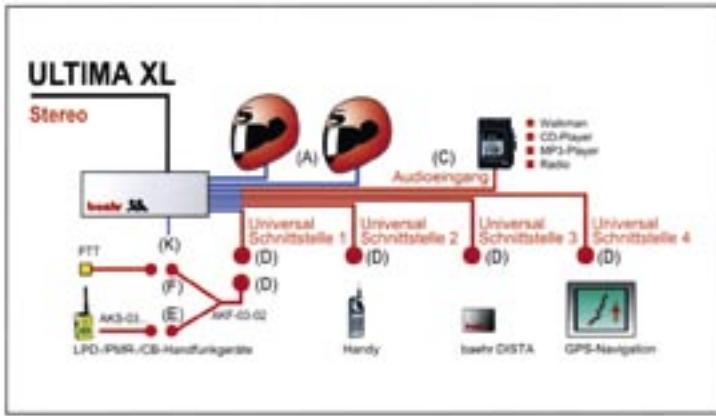 ULTIMA XL
Stereo
(A)
(C)
Audioeingang
Walkman
CD-Player
MP3-Player
Radio
baehr
Universal
Schnittstelle 1
Universal
Schnittstelle 2
Universal
Schnittstelle 3
Universal
Schnittstelle 4
(K)
(D)
(D)
(D)
(D)
PTT
(F)
(D)
AKS-03...
(E)
AKF-03-02
LPD-/PMR-/CB-Handfunkgeräte
Handy
baehr DISTA
GPS-Navigation